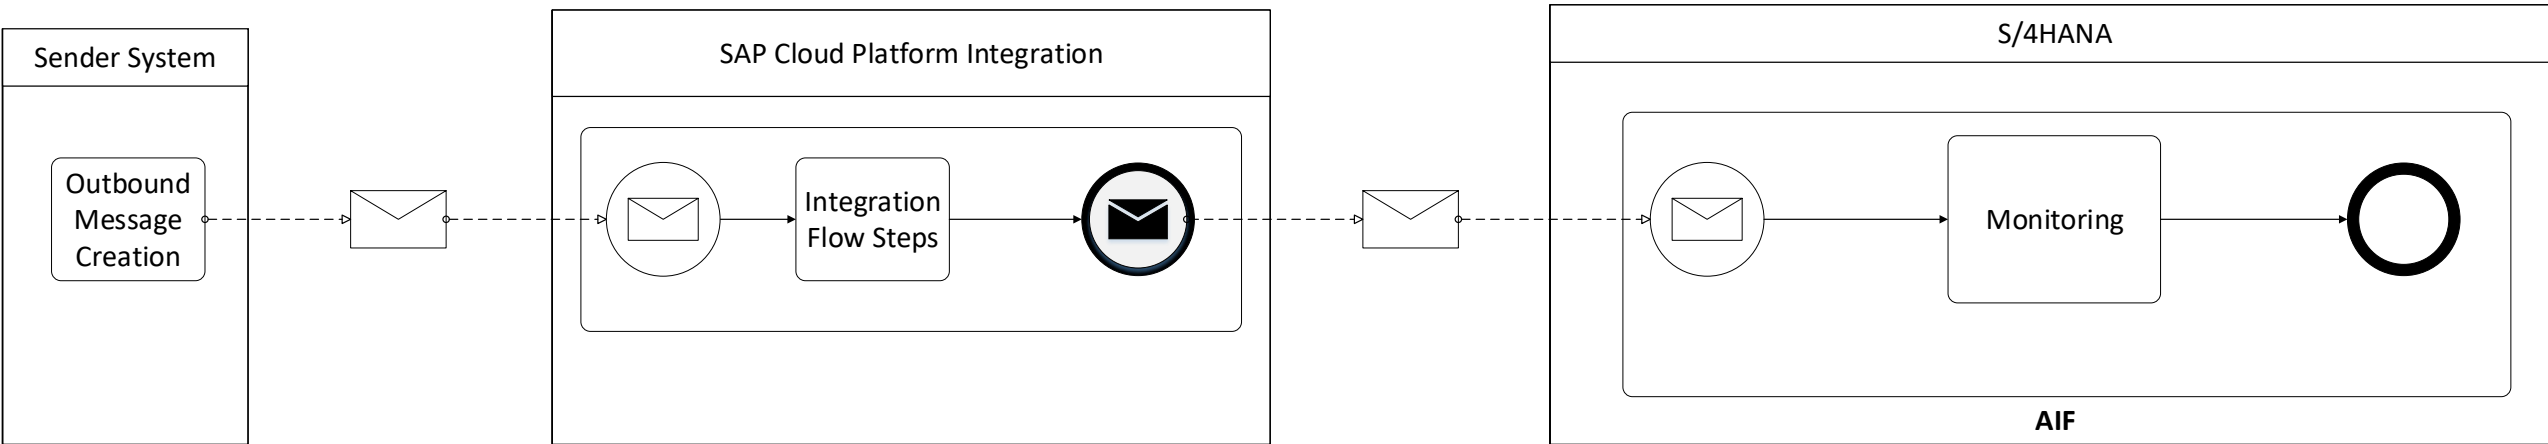 Sender System
Outbound
Message
Creation
SAP Cloud Platform Integration
Integration
Flow Steps
S/4HANA
Monitoring
AIF